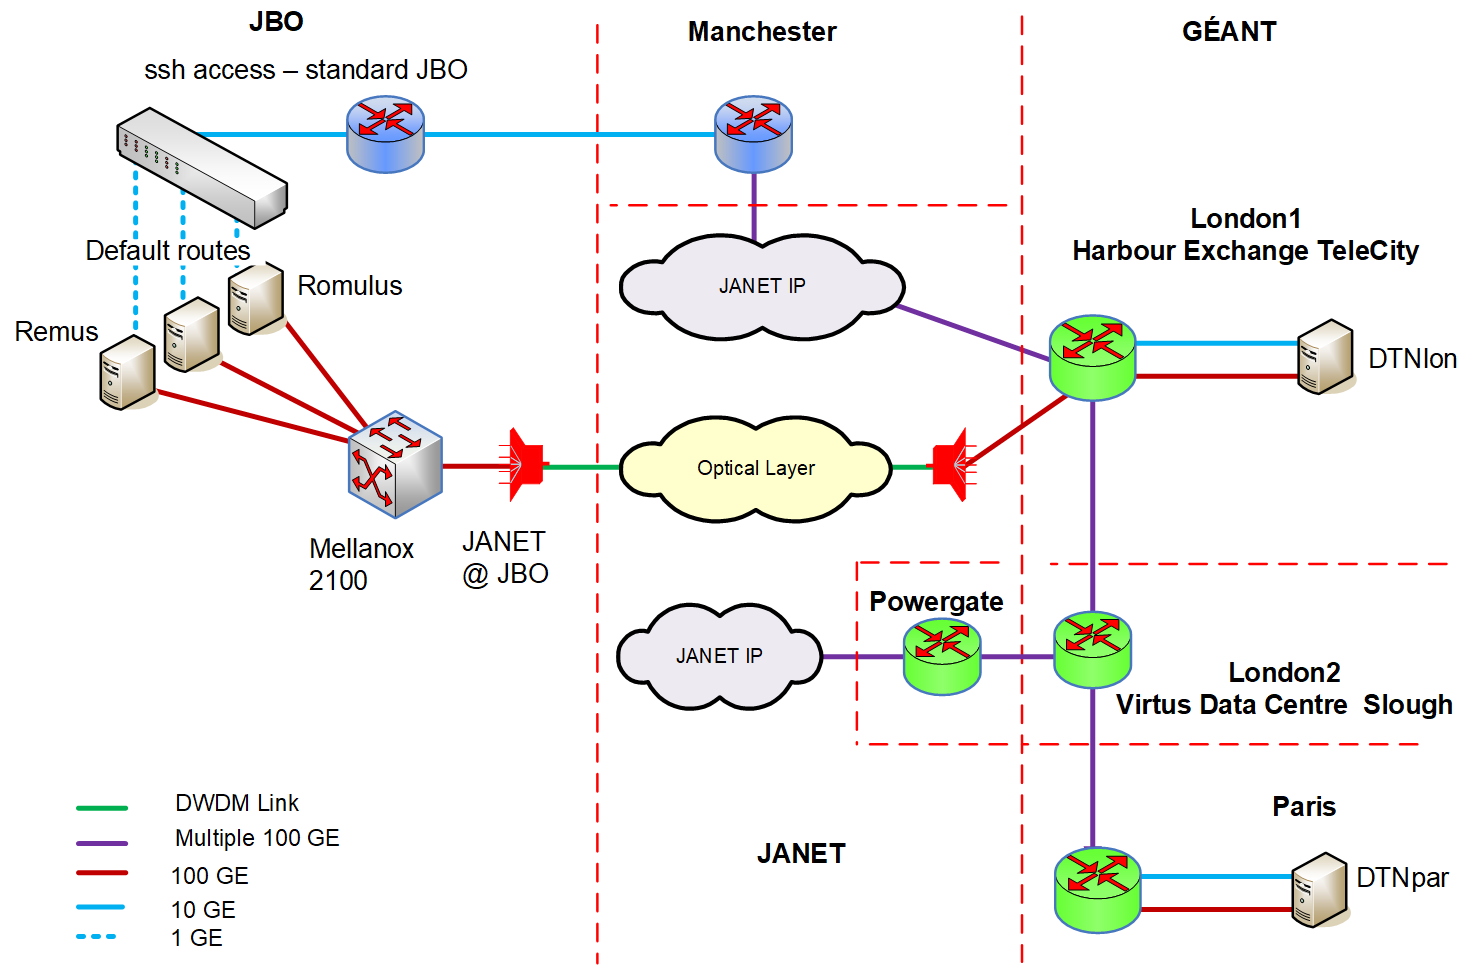 JBO
Manchester
GÉANT
ssh access – standard JBO
London1
Harbour Exchange TeleCity
Default routes
Romulus
JANET IP
Remus
DTNlon
Optical Layer
Mellanox
2100
JANET
@ JBO
Powergate
JANET IP
London2
Virtus Data Centre  Slough
DWDM Link
Multiple 100 GE
100 GE
10 GE
1 GE
JANET
Paris
DTNpar